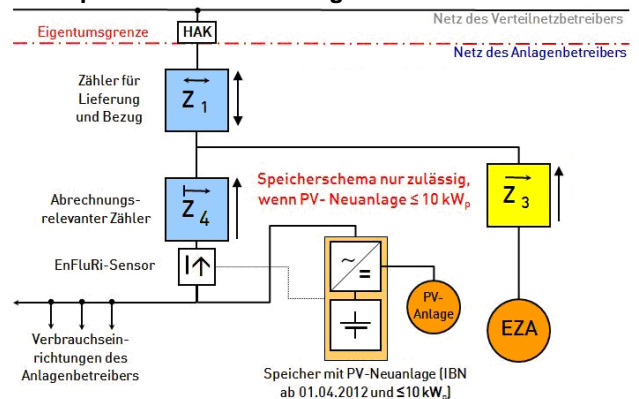 Netz des Verteilnetzbetreibers
Eigentumsgrenze
HAK
Netz des Anlagenbetreibers
Zähler für
Lieferung
und Bezug
Z 1
Abrechnungs-
relevanter Zähler
Z 4
Speicherschema nur zulässig,
wenn PV- Neuanlage ≤ 10 kWp
Z 3
EnFluRi-Sensor
I
~
=
PV-
Anlage
EZA
Verbrauchsein-
richtungen des
Anlagenbetreibers
Speicher mit PV-Neuanlage (IBN
ab 01.04.2012 und ≤10 kWp)